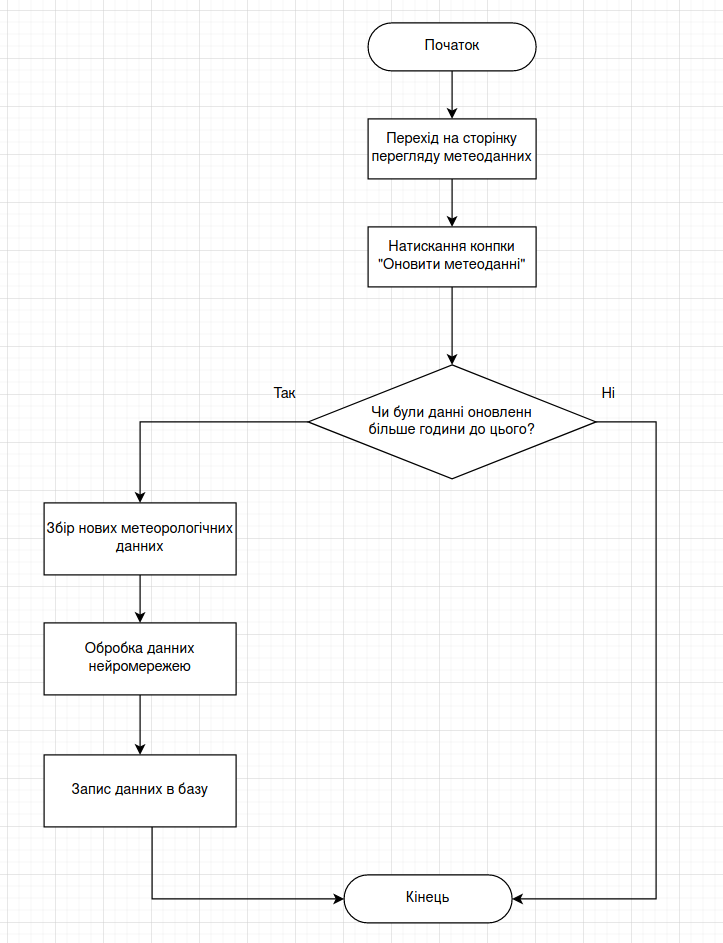 Початок
Перехід на сторінку
перегляду метеоданних
Натискання конпки
"Оновити метеоданні"
Так
Ні
Чи були данні оновленн
більше години до цього?
Збір нових метеорологічних
данних
Обробка данних
нейромережею
Запис данних в базу
Кінець